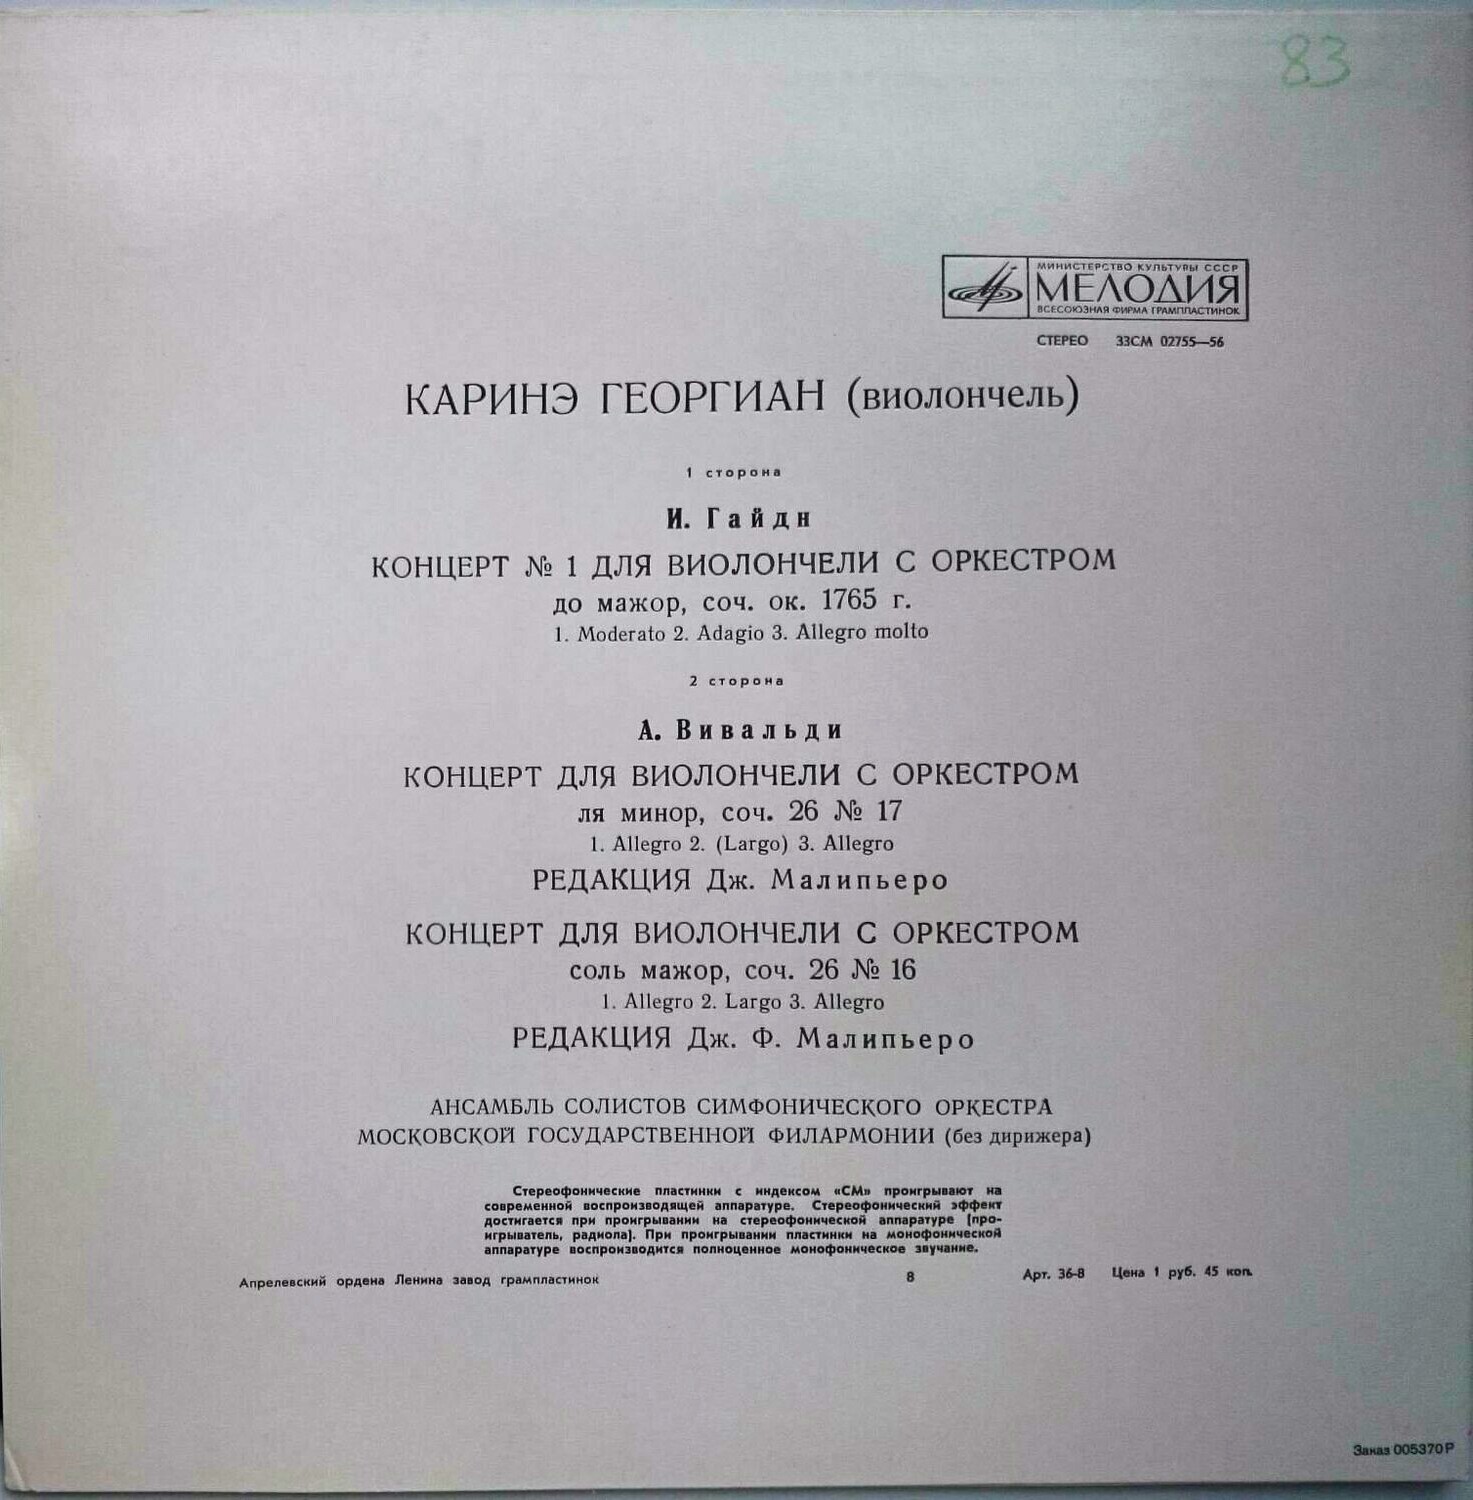 83
МИНИСТЕРСТВО КУЛЬТУРЫ СССР
МЕЛОДИЯ
ВСЕСОЮЗНАЯ ФИРМА ГРАМПЛАСТИНОК
СТЕРЕО 33СМ 02755—56
КАРИНЭ ГЕОРГИАН (виолончель)
1 сторона
И. Гайдн
КОНЦЕРТ № 1 ДЛЯ ВИОЛОНЧЕЛИ С ОРКЕСТРОМ
до мажор, соч. ок. 1765 г.
1. Moderato 2. Adagio 3. Allegro molto
2 сторона
А. Вивальди
КОНЦЕРТ ДЛЯ ВИОЛОНЧЕЛИ С ОРКЕСТРОМ
ля минор, соч. 26 № 17
1. Allegro 2. (Largo) 3. Allegro
РЕДАКЦИЯ Дж. Малипьеро
КОНЦЕРТ ДЛЯ ВИОЛОНЧЕЛИ С ОРКЕСТРОМ
соль мажор, соч. 26 № 16
1. Allegro 2. Largo 3. Allegro
РЕДАКЦИЯ Дж. Ф. Малипьеро
АНСАМБЛЬ СОЛИСТОВ СИМФОНИЧЕСКОГО ОРКЕСТРА
МОСКОВСКОЙ ГОСУДАРСТВЕННОЙ ФИЛАРМОНИИ (без дирижера)
Стереофонические пластинки с индексом «СМ» проигрывают на
современной воспроизводящей аппаратуре. Стереофонический эффект
достигается при проигрывании на стереофонической аппаратуре (про-
игрыватель, радиола). При проигрывании пластинки на монофонической
аппаратуре воспроизводится полноценное монофоническое звучание.
Апрелевский ордена Ленина завод грампластинок 8 Арт. 36-8 Цена 1 руб. 45 коп.
Заказ 005370Р